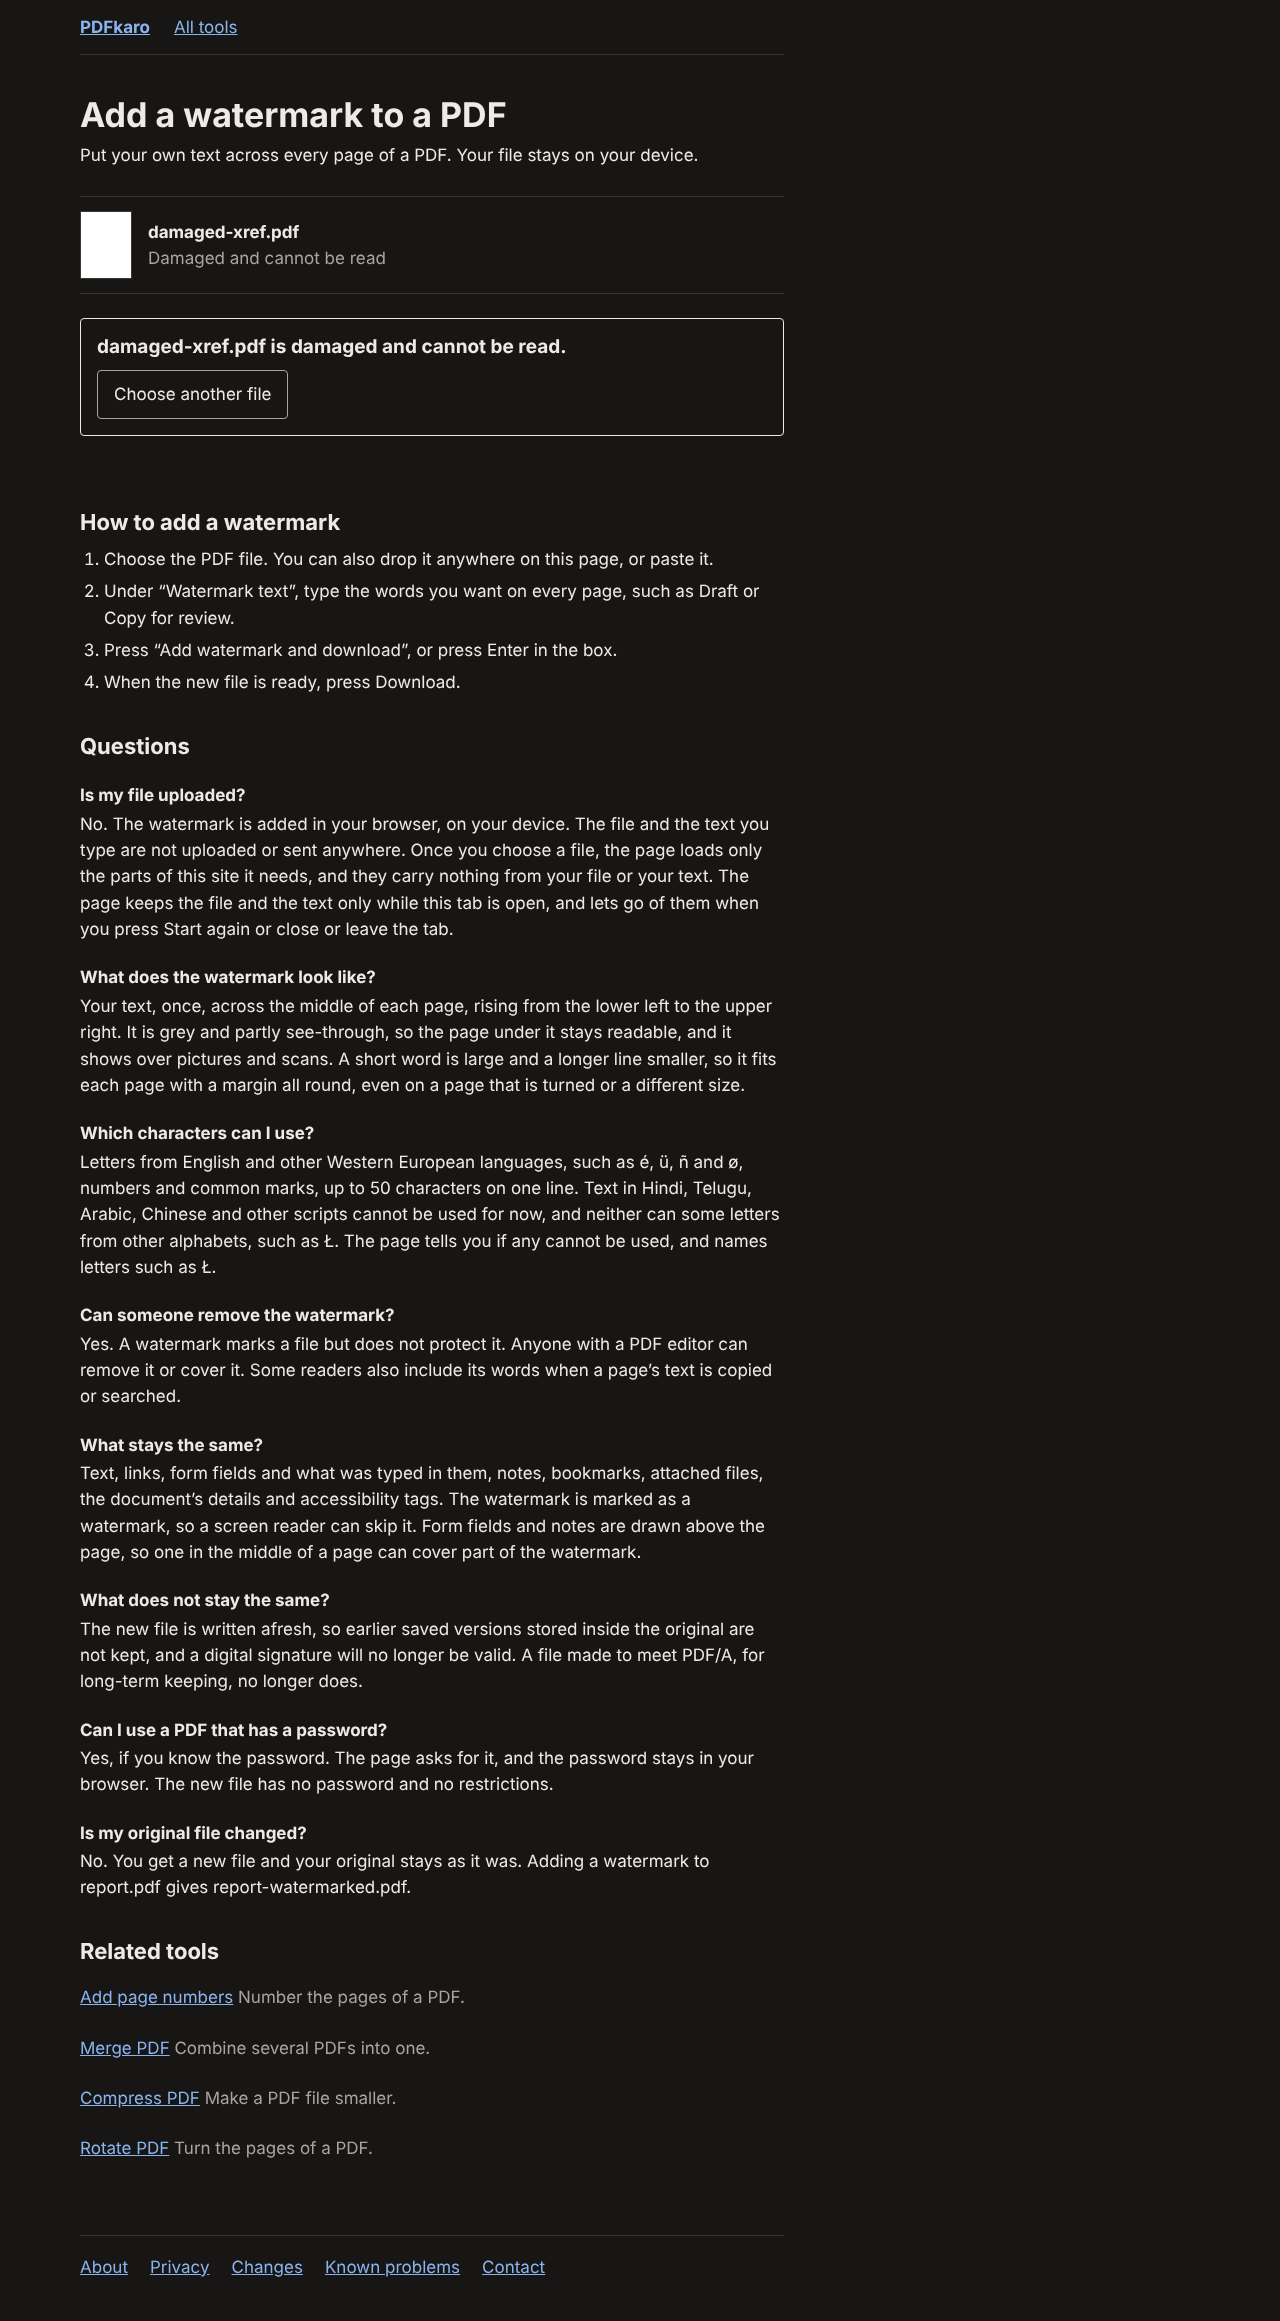 PDFkaro All tools
Add a watermark to a PDF
Put your own text across every page of a PDF. Your file stays on your device.
damaged-xref.pdf
Damaged and cannot be read
damaged-xref.pdf is damaged and cannot be read.
Choose another file
How to add a watermark
1. Choose the PDF file. You can also drop it anywhere on this page, or paste it.
2. Under “Watermark text”, type the words you want on every page, such as Draft or
Copy for review.
3. Press “Add watermark and download”, or press Enter in the box.
4. When the new file is ready, press Download.
Questions
Is my file uploaded?
No. The watermark is added in your browser, on your device. The file and the text you
type are not uploaded or sent anywhere. Once you choose a file, the page loads only
the parts of this site it needs, and they carry nothing from your file or your text. The
page keeps the file and the text only while this tab is open, and lets go of them when
you press Start again or close or leave the tab.
What does the watermark look like?
Your text, once, across the middle of each page, rising from the lower left to the upper
right. It is grey and partly see-through, so the page under it stays readable, and it
shows over pictures and scans. A short word is large and a longer line smaller, so it fits
each page with a margin all round, even on a page that is turned or a different size.
Which characters can I use?
Letters from English and other Western European languages, such as é, ü, ñ and ø,
numbers and common marks, up to 50 characters on one line. Text in Hindi, Telugu,
Arabic, Chinese and other scripts cannot be used for now, and neither can some letters
from other alphabets, such as Ł. The page tells you if any cannot be used, and names
letters such as Ł.
Can someone remove the watermark?
Yes. A watermark marks a file but does not protect it. Anyone with a PDF editor can
remove it or cover it. Some readers also include its words when a page’s text is copied
or searched.
What stays the same?
Text, links, form fields and what was typed in them, notes, bookmarks, attached files,
the document’s details and accessibility tags. The watermark is marked as a
watermark, so a screen reader can skip it. Form fields and notes are drawn above the
page, so one in the middle of a page can cover part of the watermark.
What does not stay the same?
The new file is written afresh, so earlier saved versions stored inside the original are
not kept, and a digital signature will no longer be valid. A file made to meet PDF/A, for
long-term keeping, no longer does.
Can I use a PDF that has a password?
Yes, if you know the password. The page asks for it, and the password stays in your
browser. The new file has no password and no restrictions.
Is my original file changed?
No. You get a new file and your original stays as it was. Adding a watermark to
report.pdf gives report-watermarked.pdf.
Related tools
Add page numbers Number the pages of a PDF.
Merge PDF Combine several PDFs into one.
Compress PDF Make a PDF file smaller.
Rotate PDF Turn the pages of a PDF.
About Privacy Changes Known problems Contact